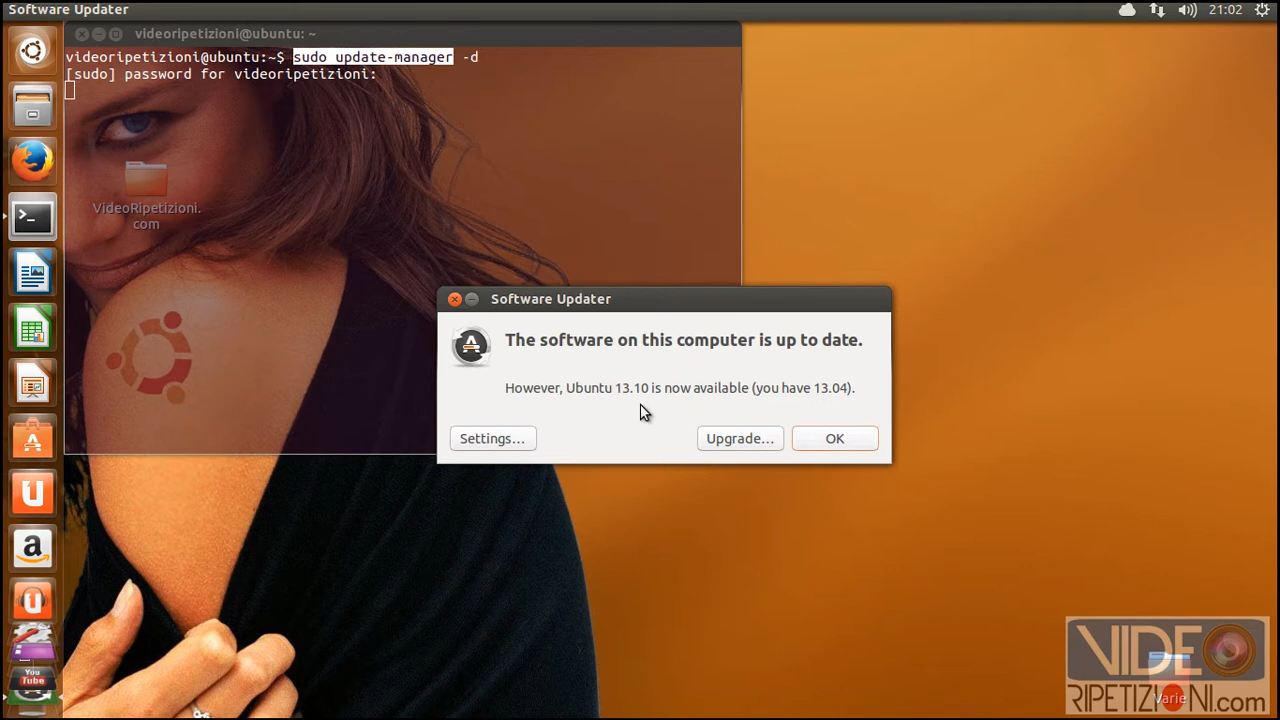 Software Updater
21:02
videoripetizioni@ubuntu: ~
videoripetizioni@ubuntu:~$ sudo update-manager -d
[sudo] password for videoripetizioni:
VideoRipetizioni.
com
Software Updater
The software on this computer is up to date.
However, Ubuntu 13.10 is now available (you have 13.04).
Settings...
Upgrade...
OK
You
Tube
VIDEO
RIPETIZIONI.com
Varie